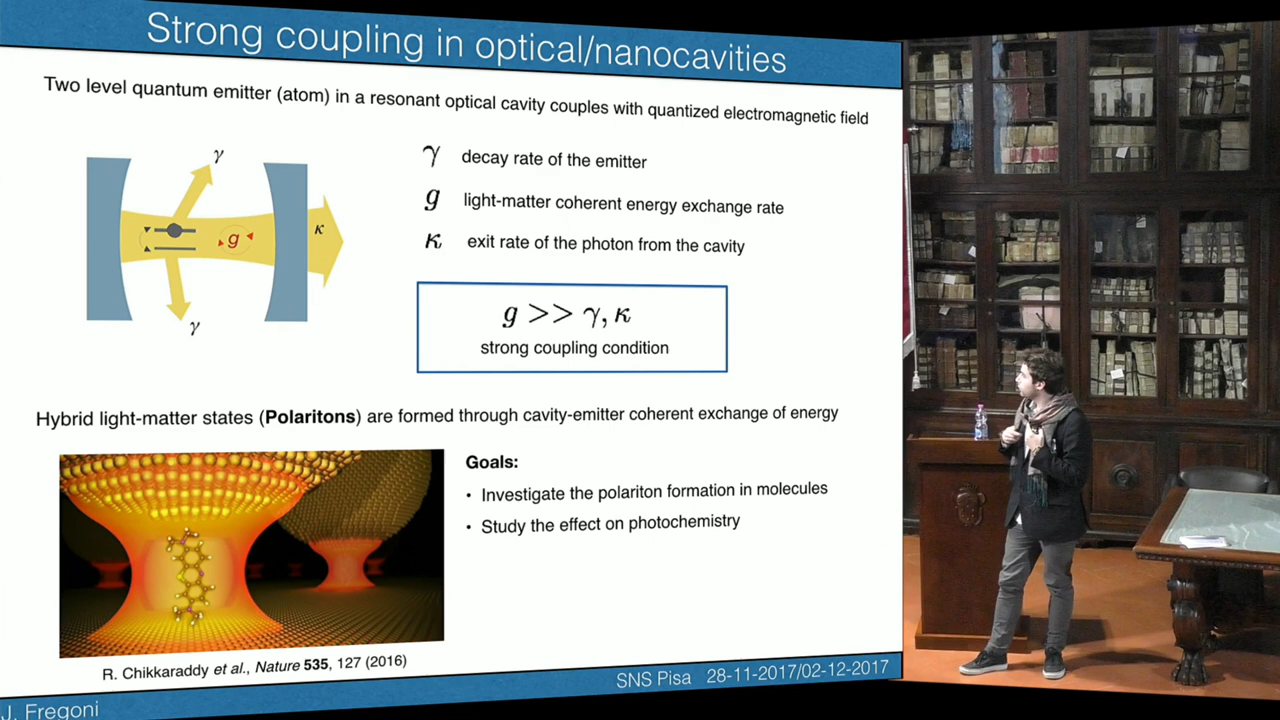 Strong coupling in optical/nanocavities
Two level quantum emitter (atom) in a resonant optical cavity couples with quantized electromagnetic field
γ
γ decay rate of the emitter
g light-matter coherent energy exchange rate
κ
g
κ exit rate of the photon from the cavity
g >> γ, κ
γ
strong coupling condition
Hybrid light-matter states (Polaritons) are formed through cavity-emitter coherent exchange of energy
Goals:
• Investigate the polariton formation in molecules
• Study the effect on photochemistry
R. Chikkaraddy et al., Nature 535, 127 (2016)
SNS Pisa 28-11-2017/02-12-2017
J. Fregoni